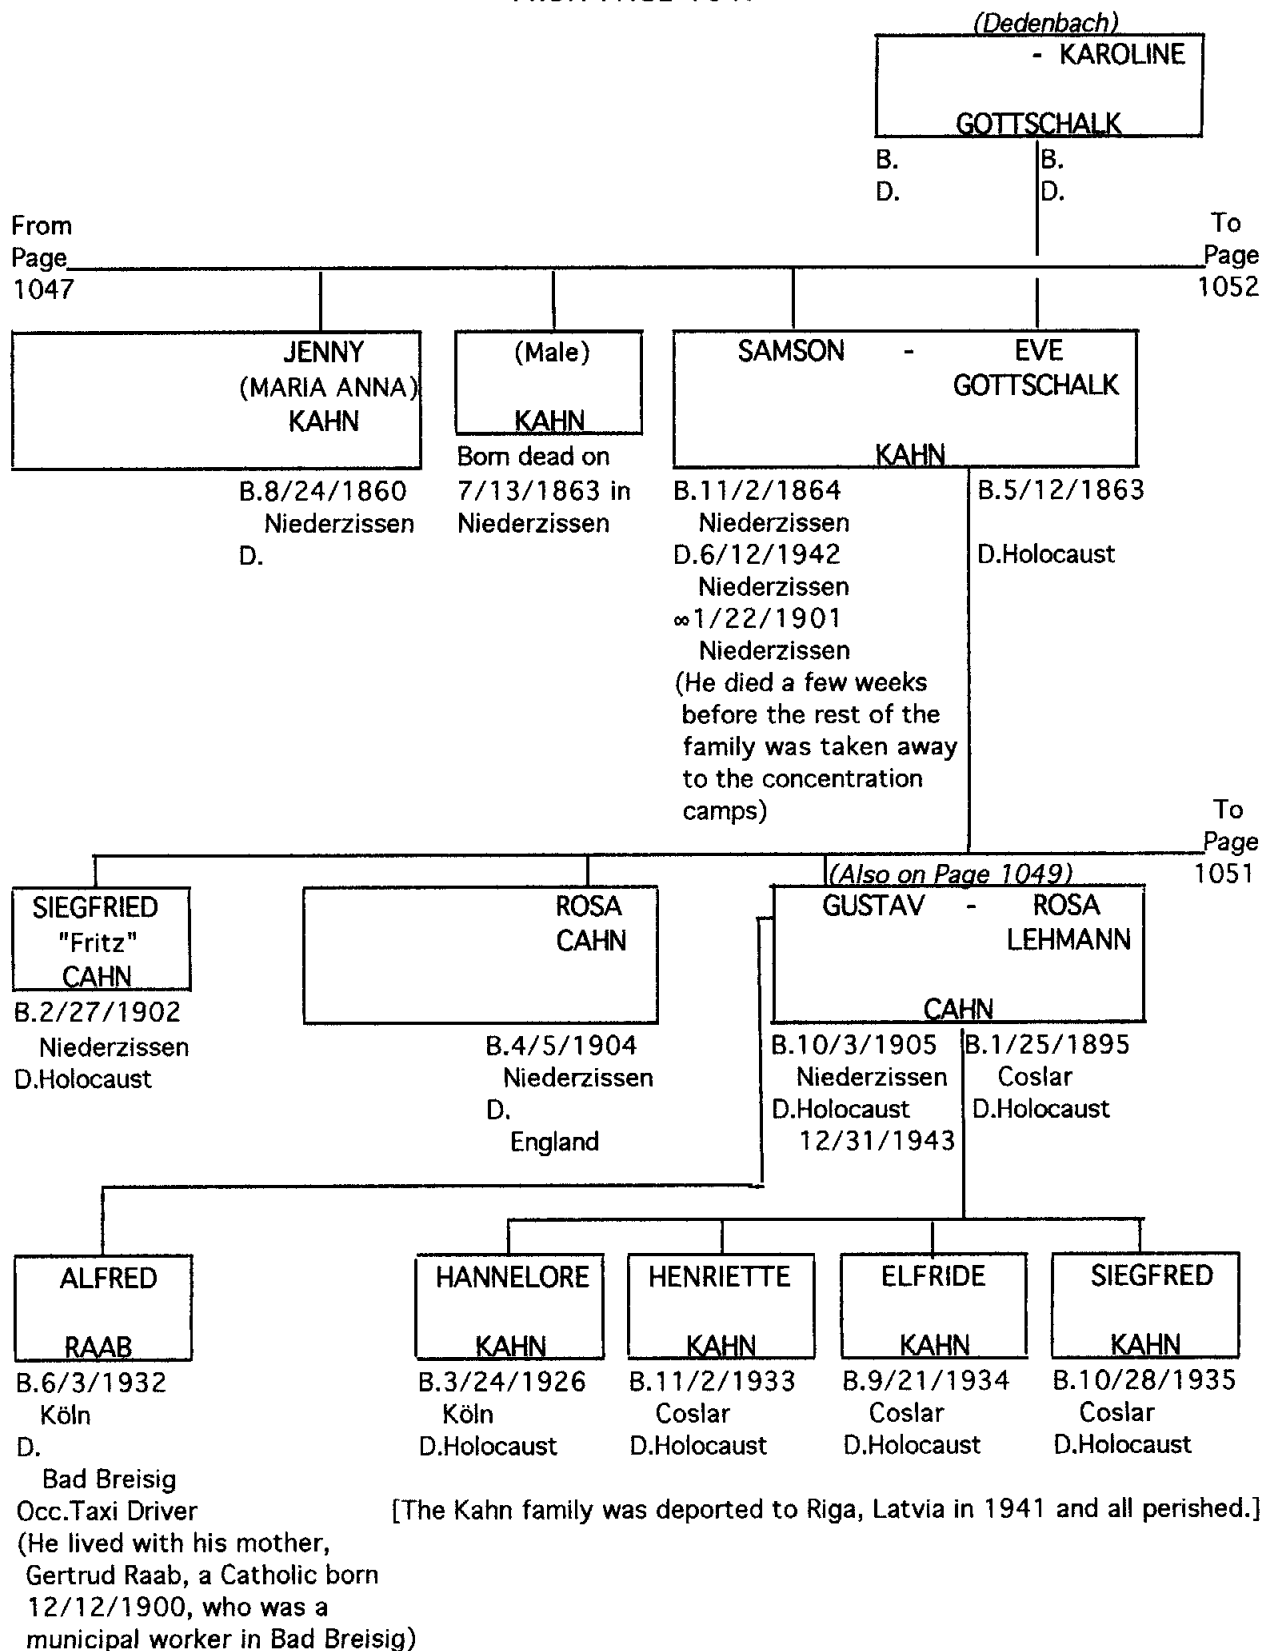 (Dedenbach)
- KAROLINE
GOTTSCHALK
B. B.
D. D.
From
Page
1047
To
Page
1052
JENNY
(MARIA ANNA)
KAHN
B.8/24/1860
Niederzissen
D.
(Male)
KAHN
Born dead on
7/13/1863 in
Niederzissen
SAMSON - EVE
GOTTSCHALK
KAHN
B.11/2/1864
Niederzissen
D.6/12/1942
Niederzissen
∞1/22/1901
Niederzissen
(He died a few weeks
before the rest of the
family was taken away
to the concentration
camps)
B.5/12/1863
D.Holocaust
To
Page
1051
SIEGFRIED
"Fritz"
CAHN
B.2/27/1902
Niederzissen
D.Holocaust
ROSA
CAHN
B.4/5/1904
Niederzissen
D.
England
(Also on Page 1049)
GUSTAV - ROSA
LEHMANN
CAHN
B.10/3/1905
Niederzissen
D.Holocaust
12/31/1943
B.1/25/1895
Coslar
D.Holocaust
ALFRED
RAAB
B.6/3/1932
Köln
D.
Bad Breisig
Occ.Taxi Driver
(He lived with his mother,
Gertrud Raab, a Catholic born
12/12/1900, who was a
municipal worker in Bad Breisig)
HANNELORE
KAHN
B.3/24/1926
Köln
D.Holocaust
HENRIETTE
KAHN
B.11/2/1933
Coslar
D.Holocaust
ELFRIDE
KAHN
B.9/21/1934
Coslar
D.Holocaust
SIEGFRED
KAHN
B.10/28/1935
Coslar
D.Holocaust
[The Kahn family was deported to Riga, Latvia in 1941 and all perished.]